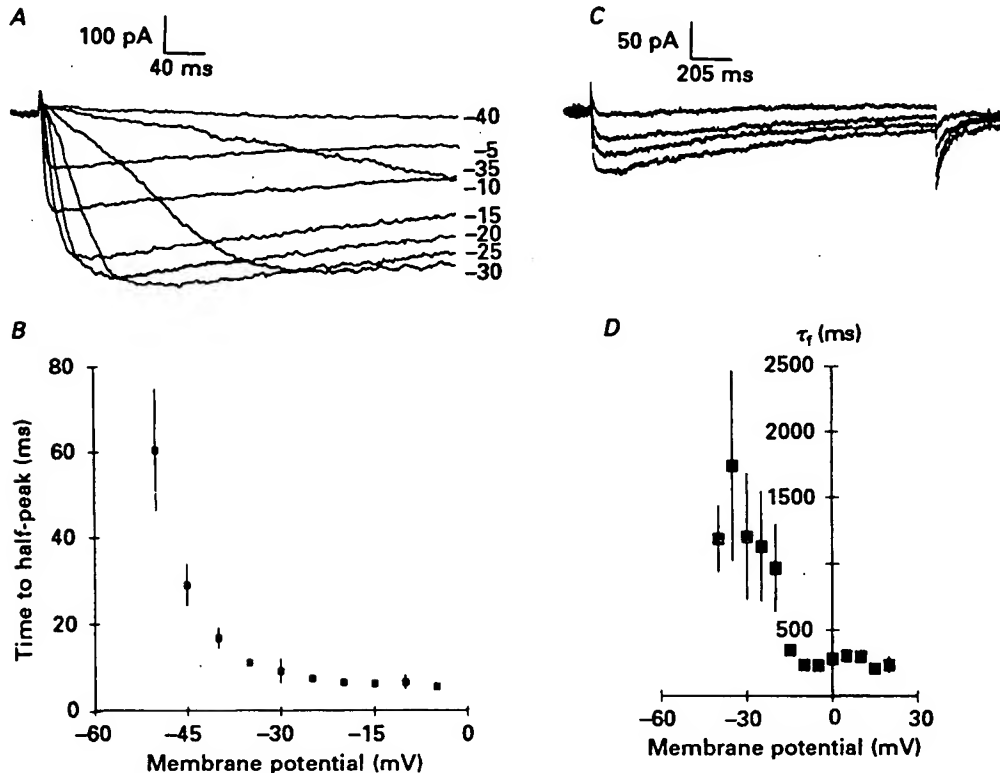 A
100 pA
40 ms
-40
-5
-35
-10
-15
-20
-25
-30
C
50 pA
205 ms
B
Time to half-peak (ms)
80
60
40
20
0
-60
-45
-30
-15
0
Membrane potential (mV)
D
τf (ms)
2500
2000
1500
500
-60
-30
0
30
Membrane potential (mV)